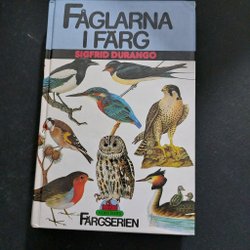 FÅGLARNA
I FÄRG
SIGFRID DURANGO
FÄRGSERIEN